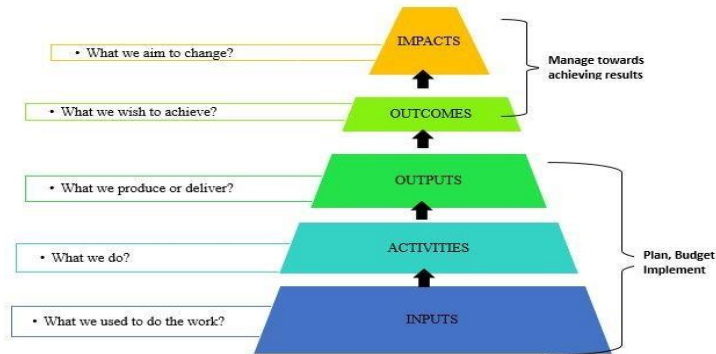 IMPACTS
• What we aim to change?
Manage towards
achieving results
• What we wish to achieve?
OUTCOMES
• What we produce or deliver?
OUTPUTS
• What we do?
ACTIVITIES
Plan, Budget
Implement
• What we used to do the work?
INPUTS